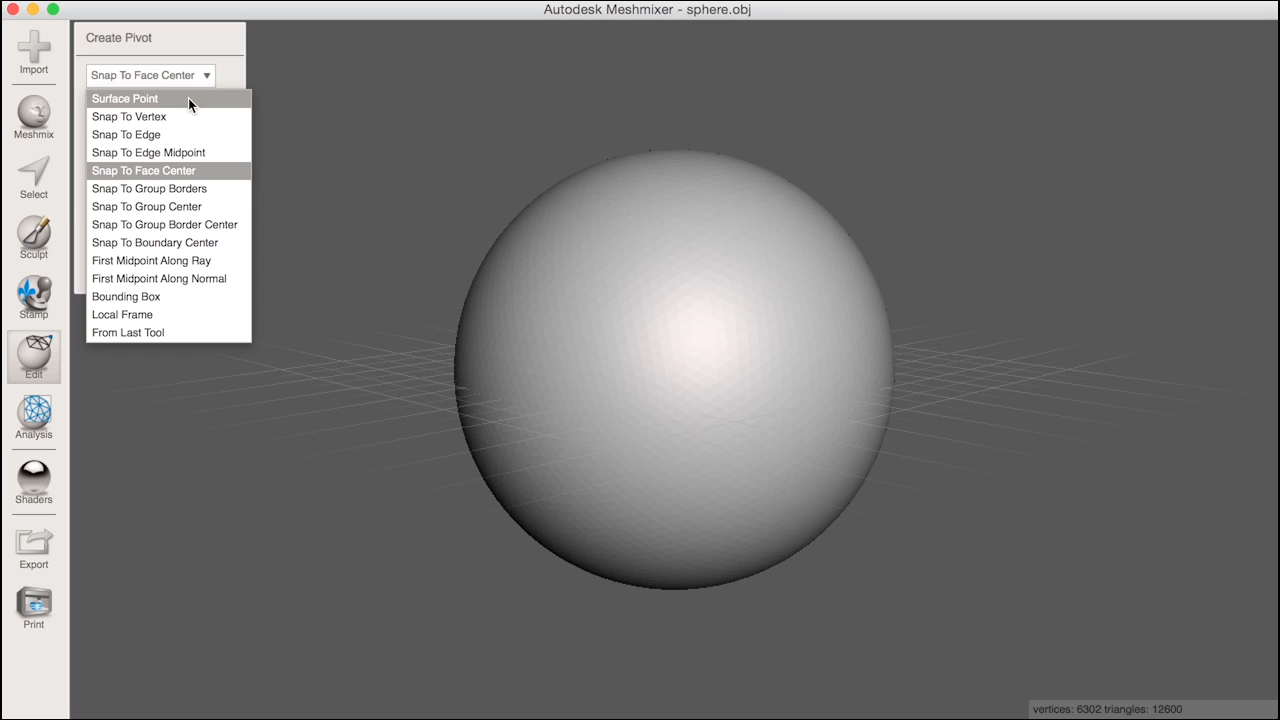 Autodesk Meshmixer - sphere.obj
Import
Meshmix
Select
Sculpt
Stamp
Edit
Analysis
Shaders
Export
Print
Create Pivot
Snap To Face Center
Surface Point
Snap To Vertex
Snap To Edge
Snap To Edge Midpoint
Snap To Face Center
Snap To Group Borders
Snap To Group Center
Snap To Group Border Center
Snap To Boundary Center
First Midpoint Along Ray
First Midpoint Along Normal
Bounding Box
Local Frame
From Last Tool
vertices: 6302 triangles: 12600